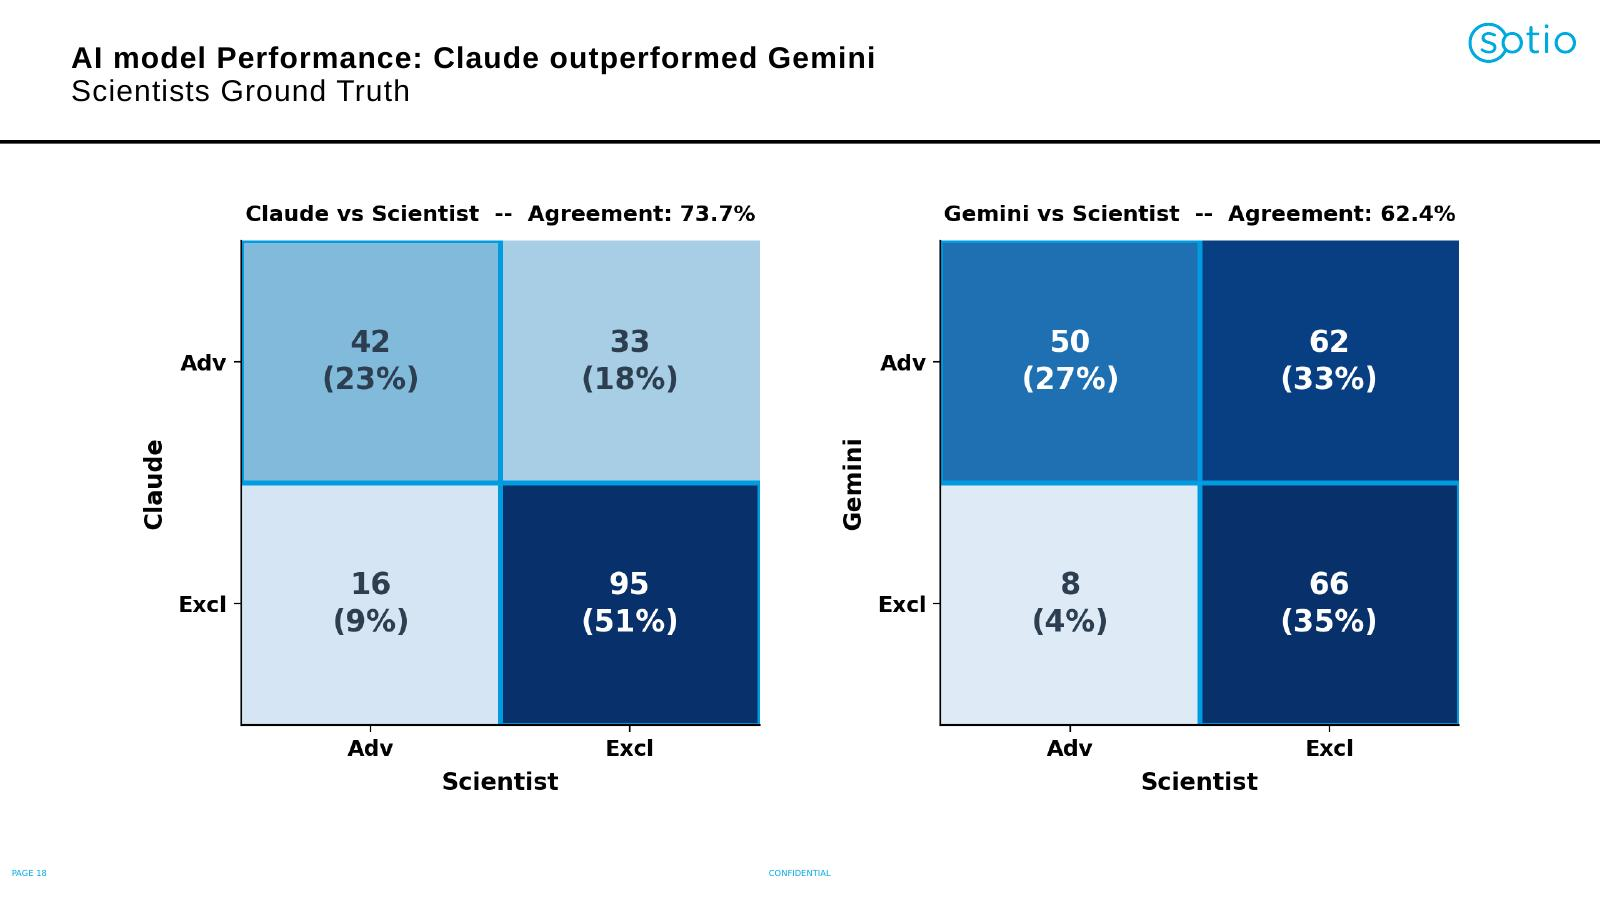 sotio
AI model Performance: Claude outperformed Gemini
Scientists Ground Truth
Claude vs Scientist -- Agreement: 73.7%
Claude
Adv
Excl
42
(23%)
33
(18%)
16
(9%)
95
(51%)
Adv
Excl
Scientist
Gemini vs Scientist -- Agreement: 62.4%
Gemini
Adv
Excl
50
(27%)
62
(33%)
8
(4%)
66
(35%)
Adv
Excl
Scientist
PAGE 18
CONFIDENTIAL